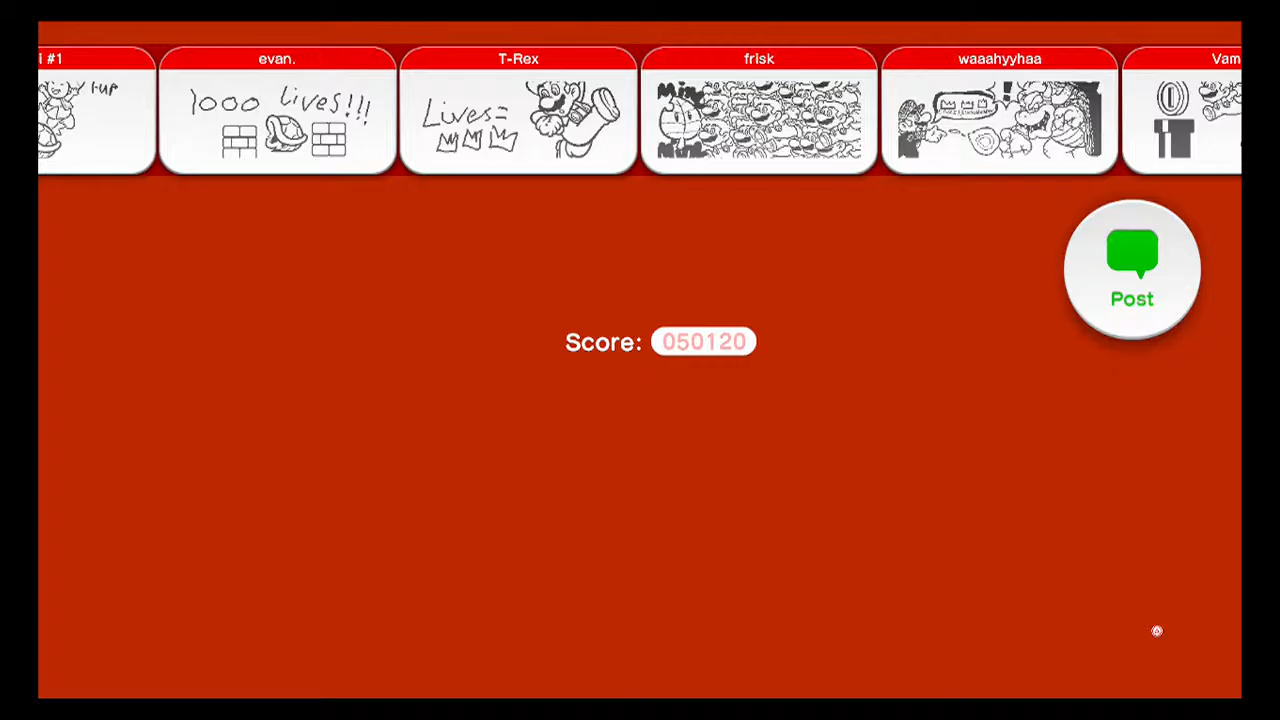 i #1
evan.
T-Rex
frisk
waaahyyhaa
Vam
1-up
1000 Lives!!!
Lives=
!
Post
Score: 050120